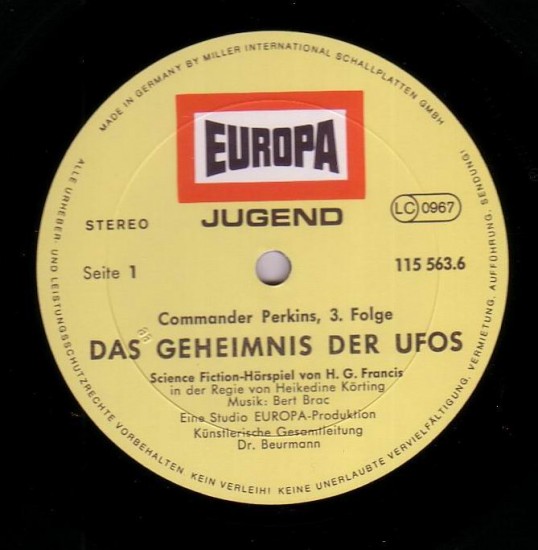 MADE IN GERMANY BY MILLER INTERNATIONAL SCHALLPLATTEN GMBH
EUROPA
JUGEND
STEREO
LC 0967
Seite 1
115 563.6
Commander Perkins, 3. Folge
DAS GEHEIMNIS DER UFOS
Science Fiction-Hörspiel von H. G. Francis
in der Regie von Heikedine Körting
Musik: Bert Brac
Eine Studio EUROPA-Produktion
Künstlerische Gesamtleitung
Dr. Beurmann
ALLE URHEBER- UND LEISTUNGSSCHUTZRECHTE VORBEHALTEN. KEIN VERLEIH! KEINE UNERLAUBTE VERVIELFÄLTIGUNG, VERMIETUNG, AUFFÜHRUNG, SENDUNG!